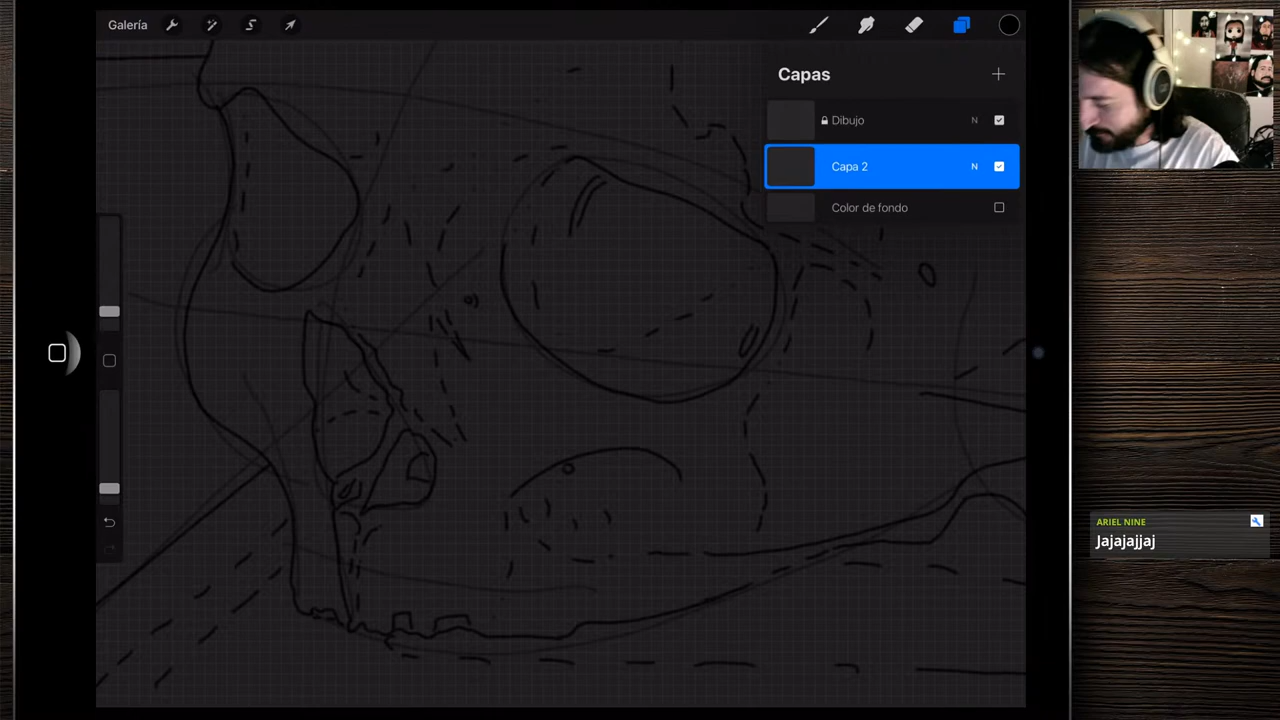 Galería
Capas
Dibujo
N
Capa 2
N
Color de fondo
ARIEL NINE
Jajajajjaj